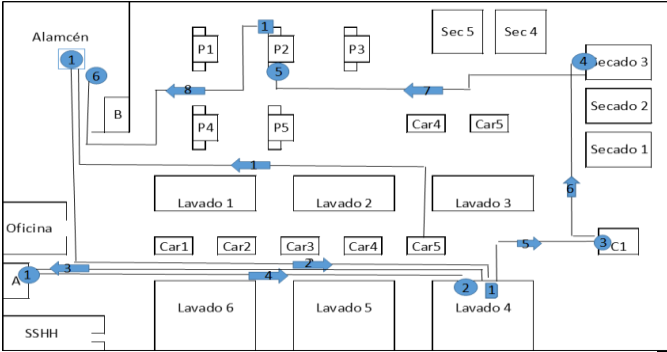 Alamcén
1
6
B
P1
1
P2
5
P3
Sec 5
Sec 4
4
Secado 3
Secado 2
Secado 1
8
7
P4
P5
Car4
Car5
1
6
Lavado 1
Lavado 2
Lavado 3
Oficina
Car1
Car2
Car3
Car4
Car5
5
3
C1
A
1
3
2
4
2
1
Lavado 6
Lavado 5
Lavado 4
SSHH